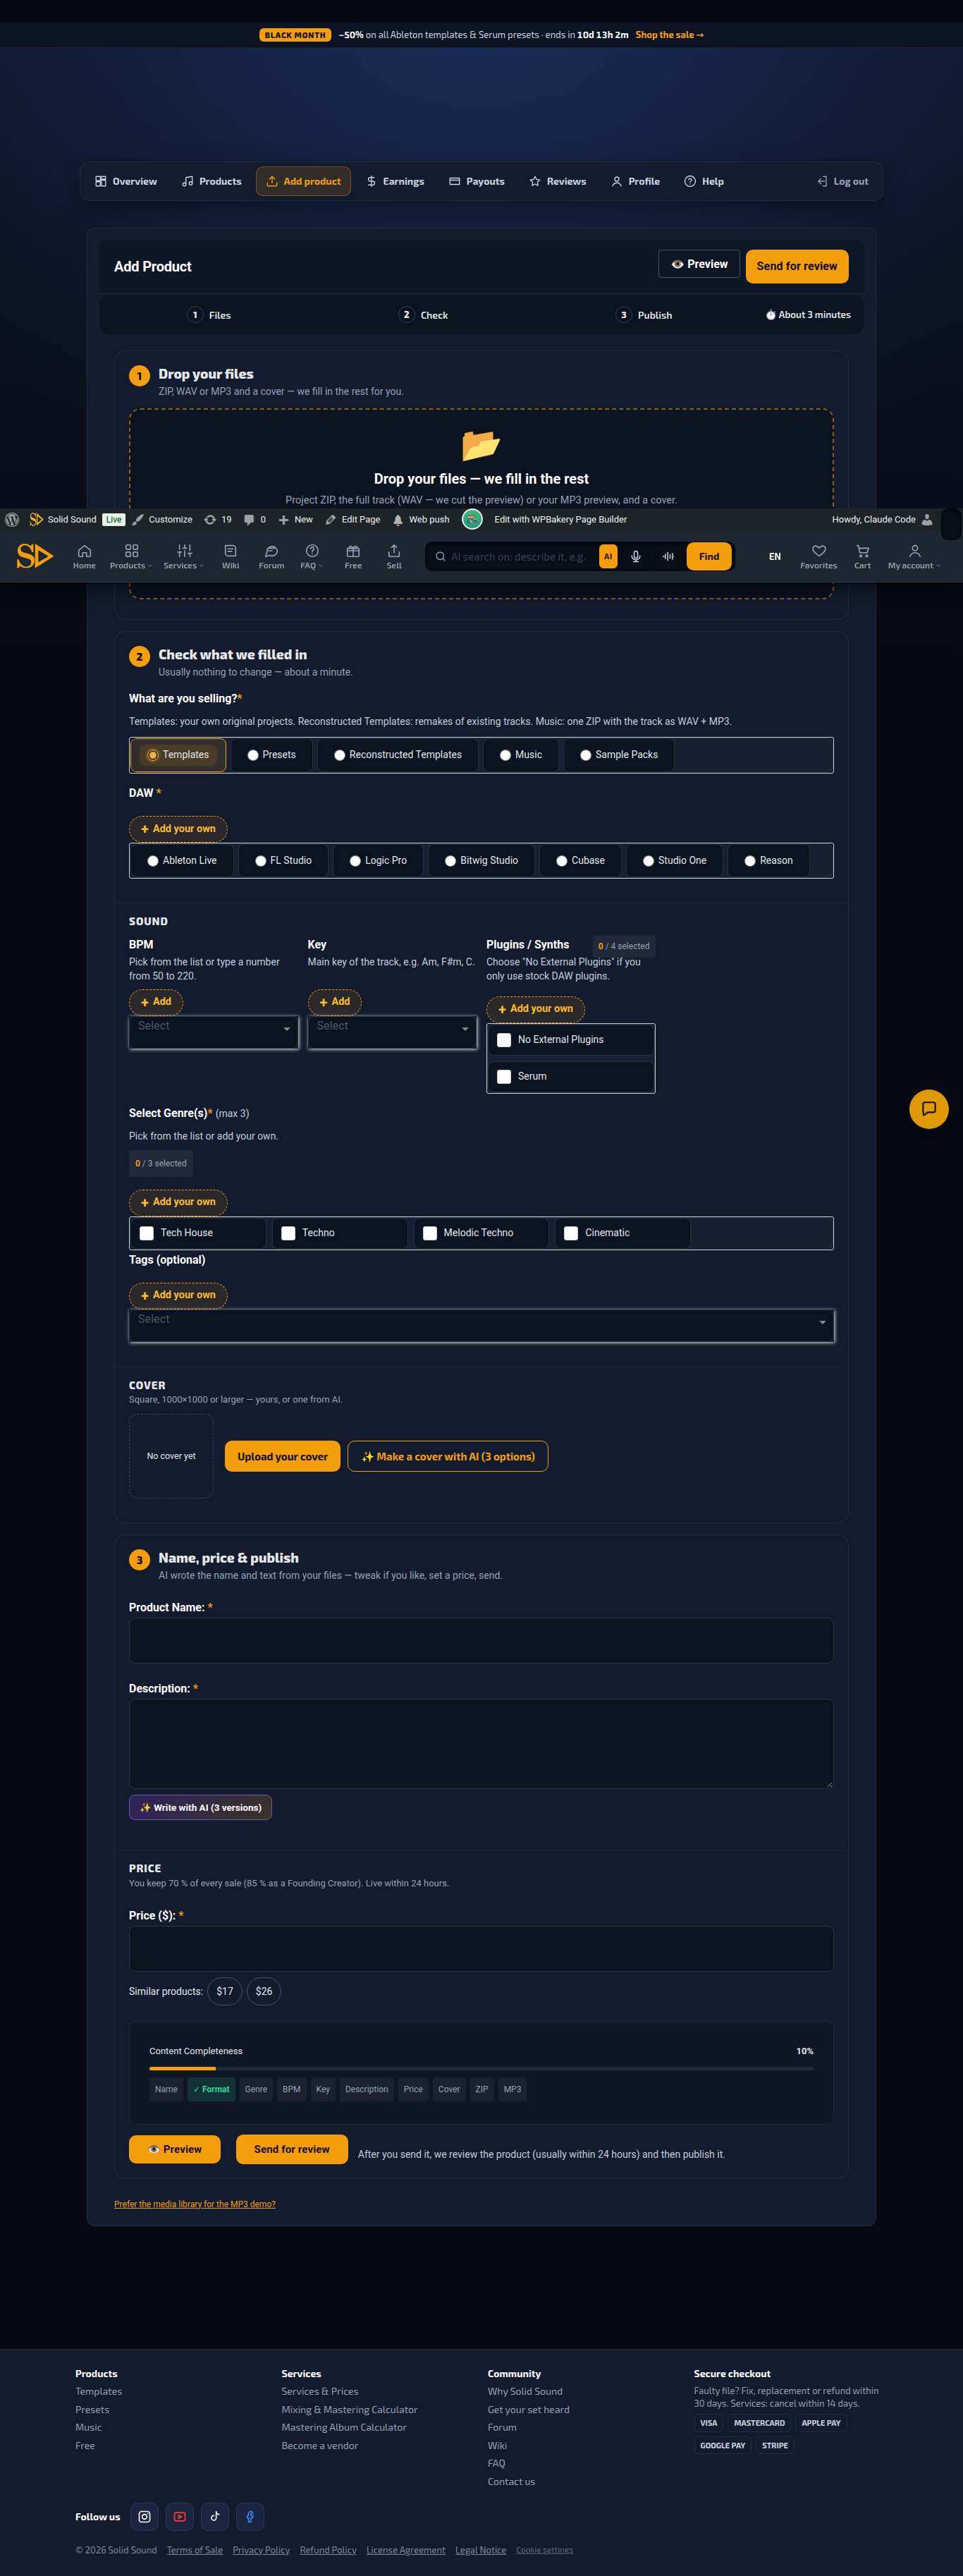 BLACK MONTH −50% on all Ableton templates & Serum presets · ends in 10d 13h 2m Shop the sale →
Overview Products Add product Earnings Payouts Reviews Profile Help Log out
Add Product
Preview
Send for review
1 Files 2 Check 3 Publish About 3 minutes
1 Drop your files
ZIP, WAV or MP3 and a cover — we fill in the rest for you.
Drop your files — we fill in the rest
Project ZIP, the full track (WAV — we cut the preview) or your MP3 preview, and a cover.
Solid Sound Live Customize 19 0 New Edit Page Web push Edit with WPBakery Page Builder Howdy, Claude Code
Home Products Services Wiki Forum FAQ Free Sell AI search on: describe it, e.g. AI Find EN Favorites Cart My account
2 Check what we filled in
Usually nothing to change — about a minute.
What are you selling?*
Templates: your own original projects. Reconstructed Templates: remakes of existing tracks. Music: one ZIP with the track as WAV + MP3.
Templates Presets Reconstructed Templates Music Sample Packs
DAW *
+ Add your own
Ableton Live FL Studio Logic Pro Bitwig Studio Cubase Studio One Reason
SOUND
BPM
Pick from the list or type a number
from 50 to 220.
+ Add
Select
Key
Main key of the track, e.g. Am, F#m, C.
+ Add
Select
Plugins / Synths 0 / 4 selected
Choose "No External Plugins" if you
only use stock DAW plugins.
+ Add your own
No External Plugins
Serum
Select Genre(s)* (max 3)
Pick from the list or add your own.
0 / 3 selected
+ Add your own
Tech House Techno Melodic Techno Cinematic
Tags (optional)
+ Add your own
Select
COVER
Square, 1000×1000 or larger — yours, or one from AI.
No cover yet
Upload your cover
✨ Make a cover with AI (3 options)
3 Name, price & publish
AI wrote the name and text from your files — tweak if you like, set a price, send.
Product Name: *
Description: *
✨ Write with AI (3 versions)
PRICE
You keep 70 % of every sale (85 % as a Founding Creator). Live within 24 hours.
Price ($): *
Similar products: $17 $26
Content Completeness 10%
Name ✓ Format Genre BPM Key Description Price Cover ZIP MP3
Preview
Send for review
After you send it, we review the product (usually within 24 hours) and then publish it.
Prefer the media library for the MP3 demo?
Products
Templates
Presets
Music
Free
Services
Services & Prices
Mixing & Mastering Calculator
Mastering Album Calculator
Become a vendor
Community
Why Solid Sound
Get your set heard
Forum
Wiki
FAQ
Contact us
Secure checkout
Faulty file? Fix, replacement or refund within
30 days. Services: cancel within 14 days.
VISA MASTERCARD APPLE PAY
GOOGLE PAY STRIPE
Follow us
© 2026 Solid Sound Terms of Sale Privacy Policy Refund Policy License Agreement Legal Notice Cookie settings